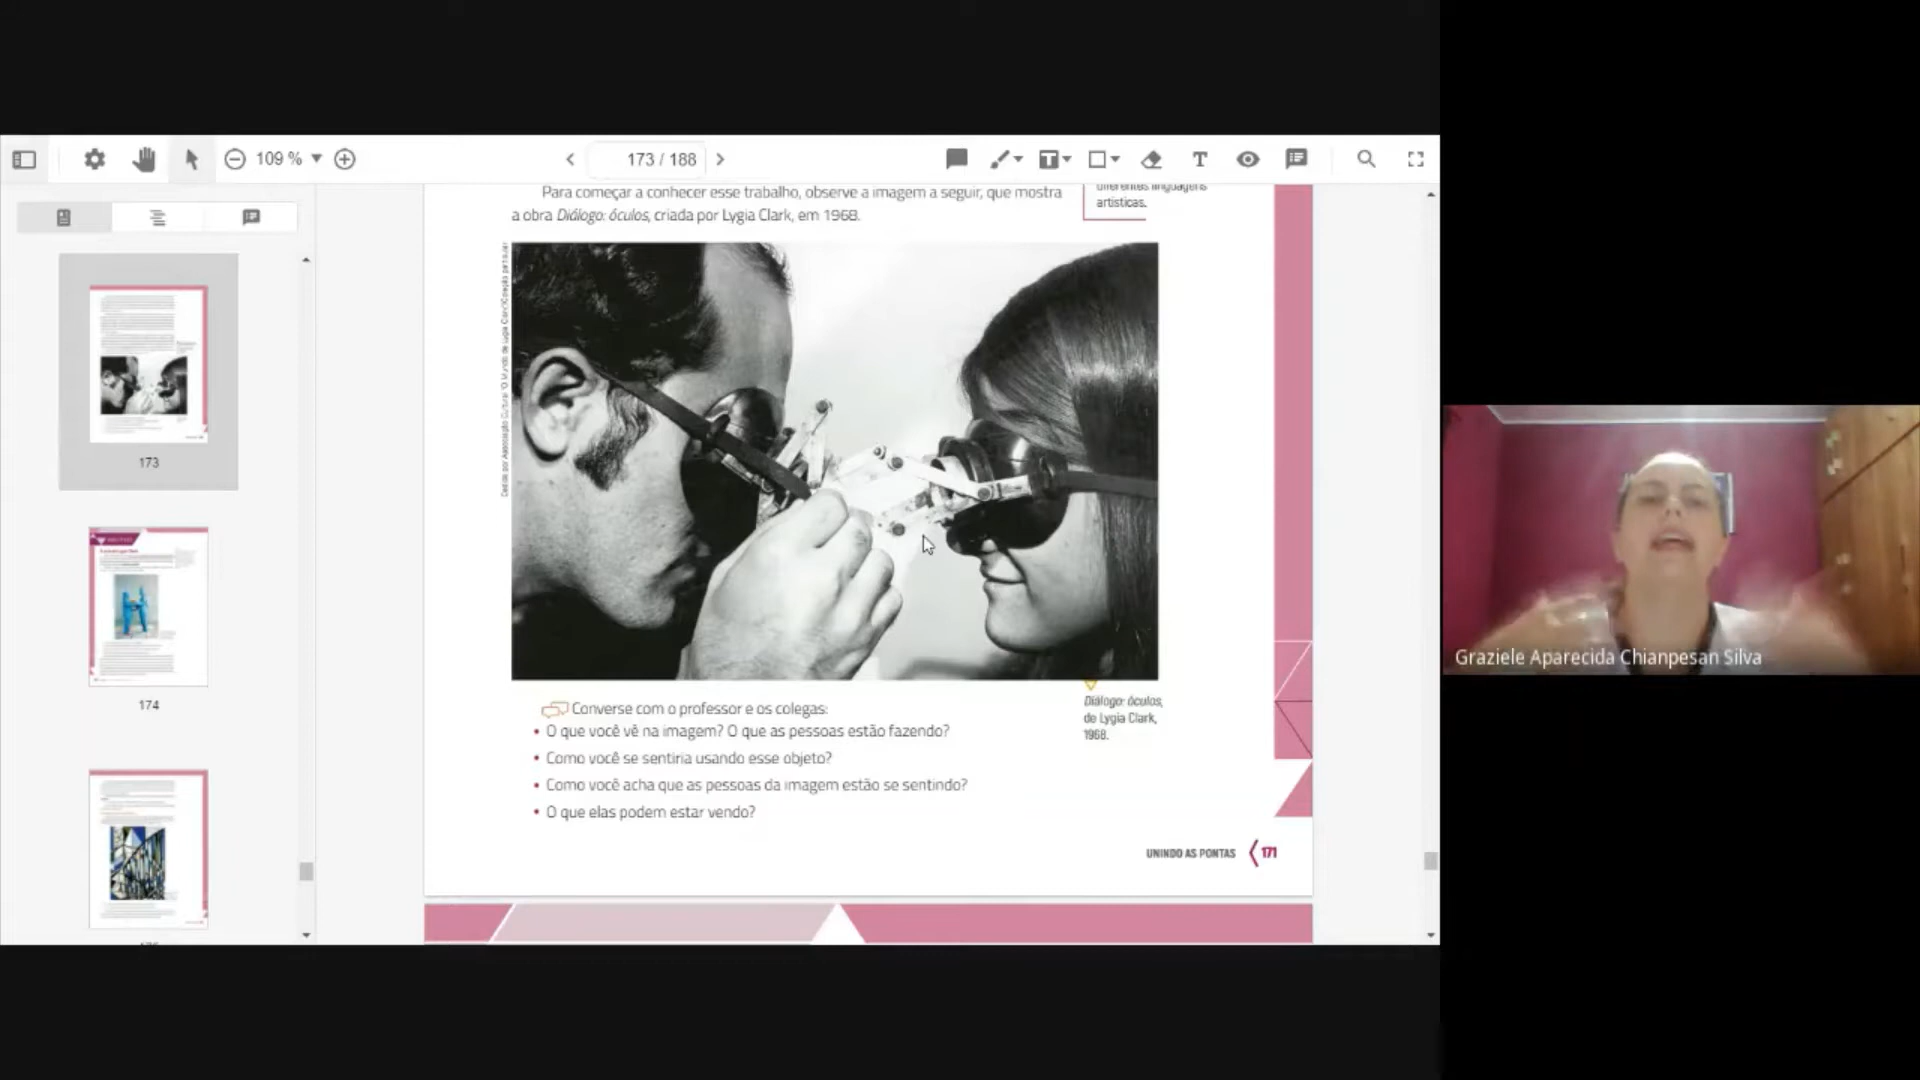 109 %
173 / 188
Para começar a conhecer esse trabalho, observe a imagem a seguir, que mostra
a obra Diálogo: óculos, criada por Lygia Clark, em 1968.
diferentes linguagens
artísticas.
Converse com o professor e os colegas:
• O que você vê na imagem? O que as pessoas estão fazendo?
• Como você se sentiria usando esse objeto?
• Como você acha que as pessoas da imagem estão se sentindo?
• O que elas podem estar vendo?
Diálogo: óculos,
de Lygia Clark,
1968.
UNINDO AS PONTAS 171
173
174
Graziele Aparecida Chianpesan Silva